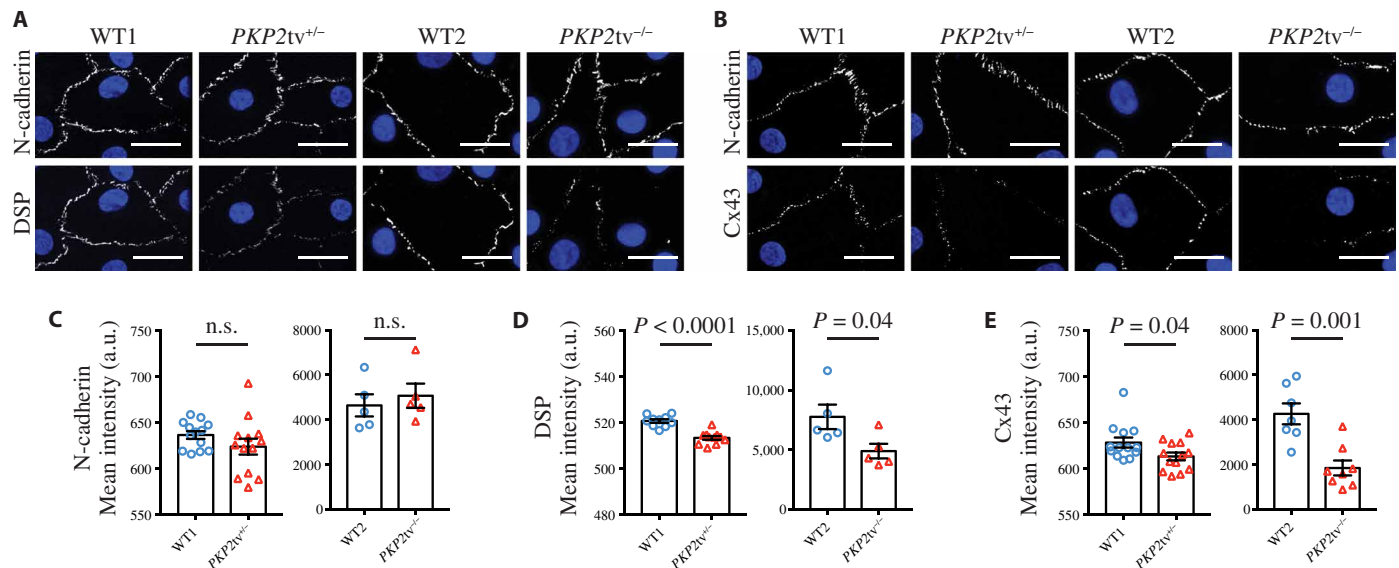 A
WT1 PKP2tv+/− WT2 PKP2tv−/−
N-cadherin
DSP
B
WT1 PKP2tv+/− WT2 PKP2tv−/−
N-cadherin
Cx43
C
N-cadherin
Mean intensity (a.u.)
n.s.
750
700
650
600
550
WT1 PKP2tv+/−
n.s.
8000
6000
4000
2000
0
WT2 PKP2tv−/−
D
DSP
Mean intensity (a.u.)
P < 0.0001
560
540
520
500
480
WT1 PKP2tv+/−
P = 0.04
15,000
10,000
5,000
0
WT2 PKP2tv−/−
E
Cx43
Mean intensity (a.u.)
P = 0.04
750
700
650
600
550
WT1 PKP2tv+/−
P = 0.001
8000
6000
4000
2000
0
WT2 PKP2tv−/−